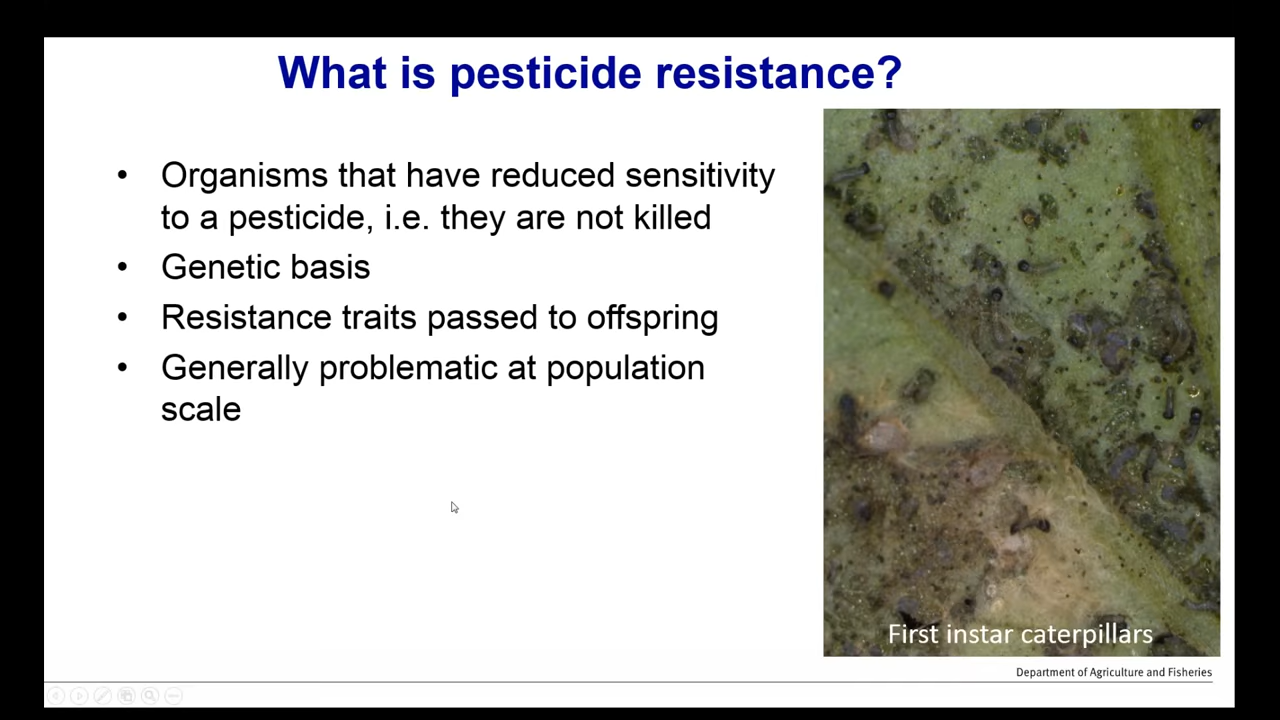 What is pesticide resistance?
• Organisms that have reduced sensitivity
to a pesticide, i.e. they are not killed
• Genetic basis
• Resistance traits passed to offspring
• Generally problematic at population
scale
First instar caterpillars
Department of Agriculture and Fisheries